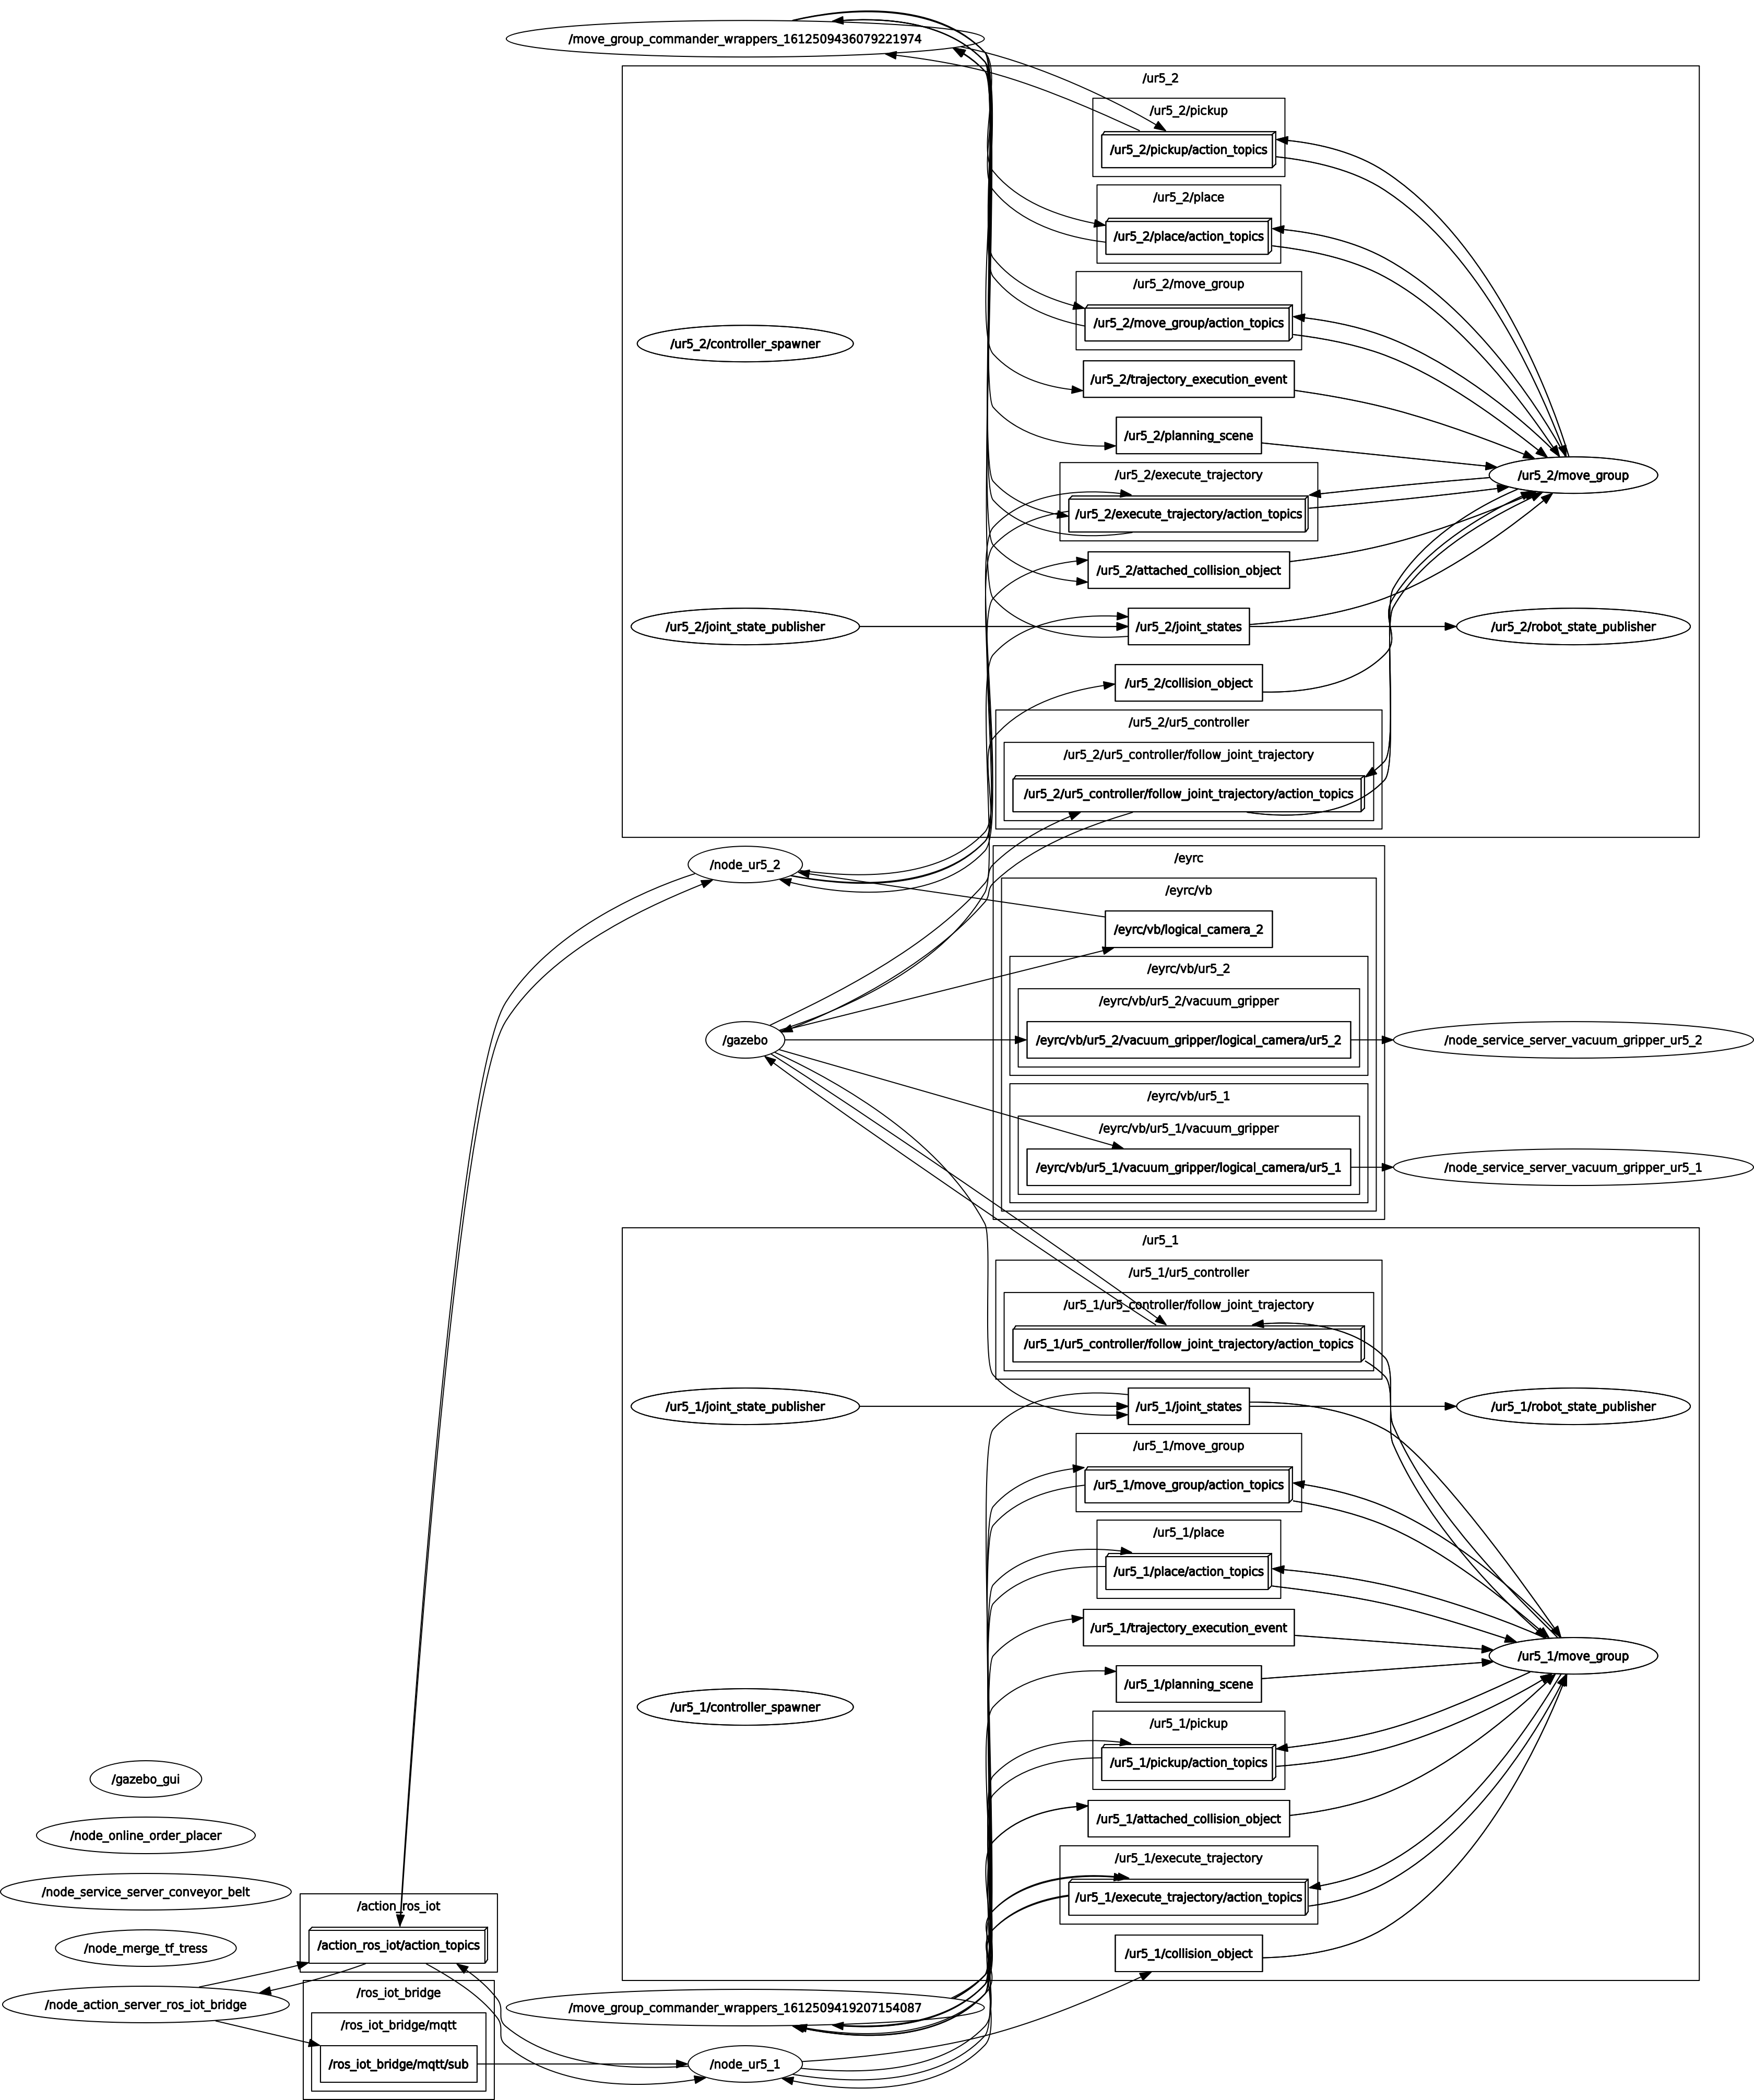 /move_group_commander_wrappers_1612509436079221974
/ur5_2
/ur5_2/pickup
/ur5_2/pickup/action_topics
/ur5_2/place
/ur5_2/place/action_topics
/ur5_2/move_group
/ur5_2/move_group/action_topics
/ur5_2/controller_spawner
/ur5_2/trajectory_execution_event
/ur5_2/planning_scene
/ur5_2/execute_trajectory
/ur5_2/move_group
/ur5_2/execute_trajectory/action_topics
/ur5_2/attached_collision_object
/ur5_2/joint_state_publisher
/ur5_2/joint_states
/ur5_2/robot_state_publisher
/ur5_2/collision_object
/ur5_2/ur5_controller
/ur5_2/ur5_controller/follow_joint_trajectory
/ur5_2/ur5_controller/follow_joint_trajectory/action_topics
/node_ur5_2
/eyrc
/eyrc/vb
/eyrc/vb/logical_camera_2
/eyrc/vb/ur5_2
/eyrc/vb/ur5_2/vacuum_gripper
/gazebo
/eyrc/vb/ur5_2/vacuum_gripper/logical_camera/ur5_2
/node_service_server_vacuum_gripper_ur5_2
/eyrc/vb/ur5_1
/eyrc/vb/ur5_1/vacuum_gripper
/eyrc/vb/ur5_1/vacuum_gripper/logical_camera/ur5_1
/node_service_server_vacuum_gripper_ur5_1
/ur5_1
/ur5_1/ur5_controller
/ur5_1/ur5_controller/follow_joint_trajectory
/ur5_1/ur5_controller/follow_joint_trajectory/action_topics
/ur5_1/joint_state_publisher
/ur5_1/joint_states
/ur5_1/robot_state_publisher
/ur5_1/move_group
/ur5_1/move_group/action_topics
/ur5_1/place
/ur5_1/place/action_topics
/ur5_1/trajectory_execution_event
/ur5_1/move_group
/ur5_1/planning_scene
/ur5_1/controller_spawner
/ur5_1/pickup
/ur5_1/pickup/action_topics
/gazebo_gui
/ur5_1/attached_collision_object
/node_online_order_placer
/ur5_1/execute_trajectory
/node_service_server_conveyor_belt
/ur5_1/execute_trajectory/action_topics
/action_ros_iot
/action_ros_iot/action_topics
/node_merge_tf_tress
/ur5_1/collision_object
/ros_iot_bridge
/node_action_server_ros_iot_bridge
/move_group_commander_wrappers_1612509419207154087
/ros_iot_bridge/mqtt
/ros_iot_bridge/mqtt/sub
/node_ur5_1